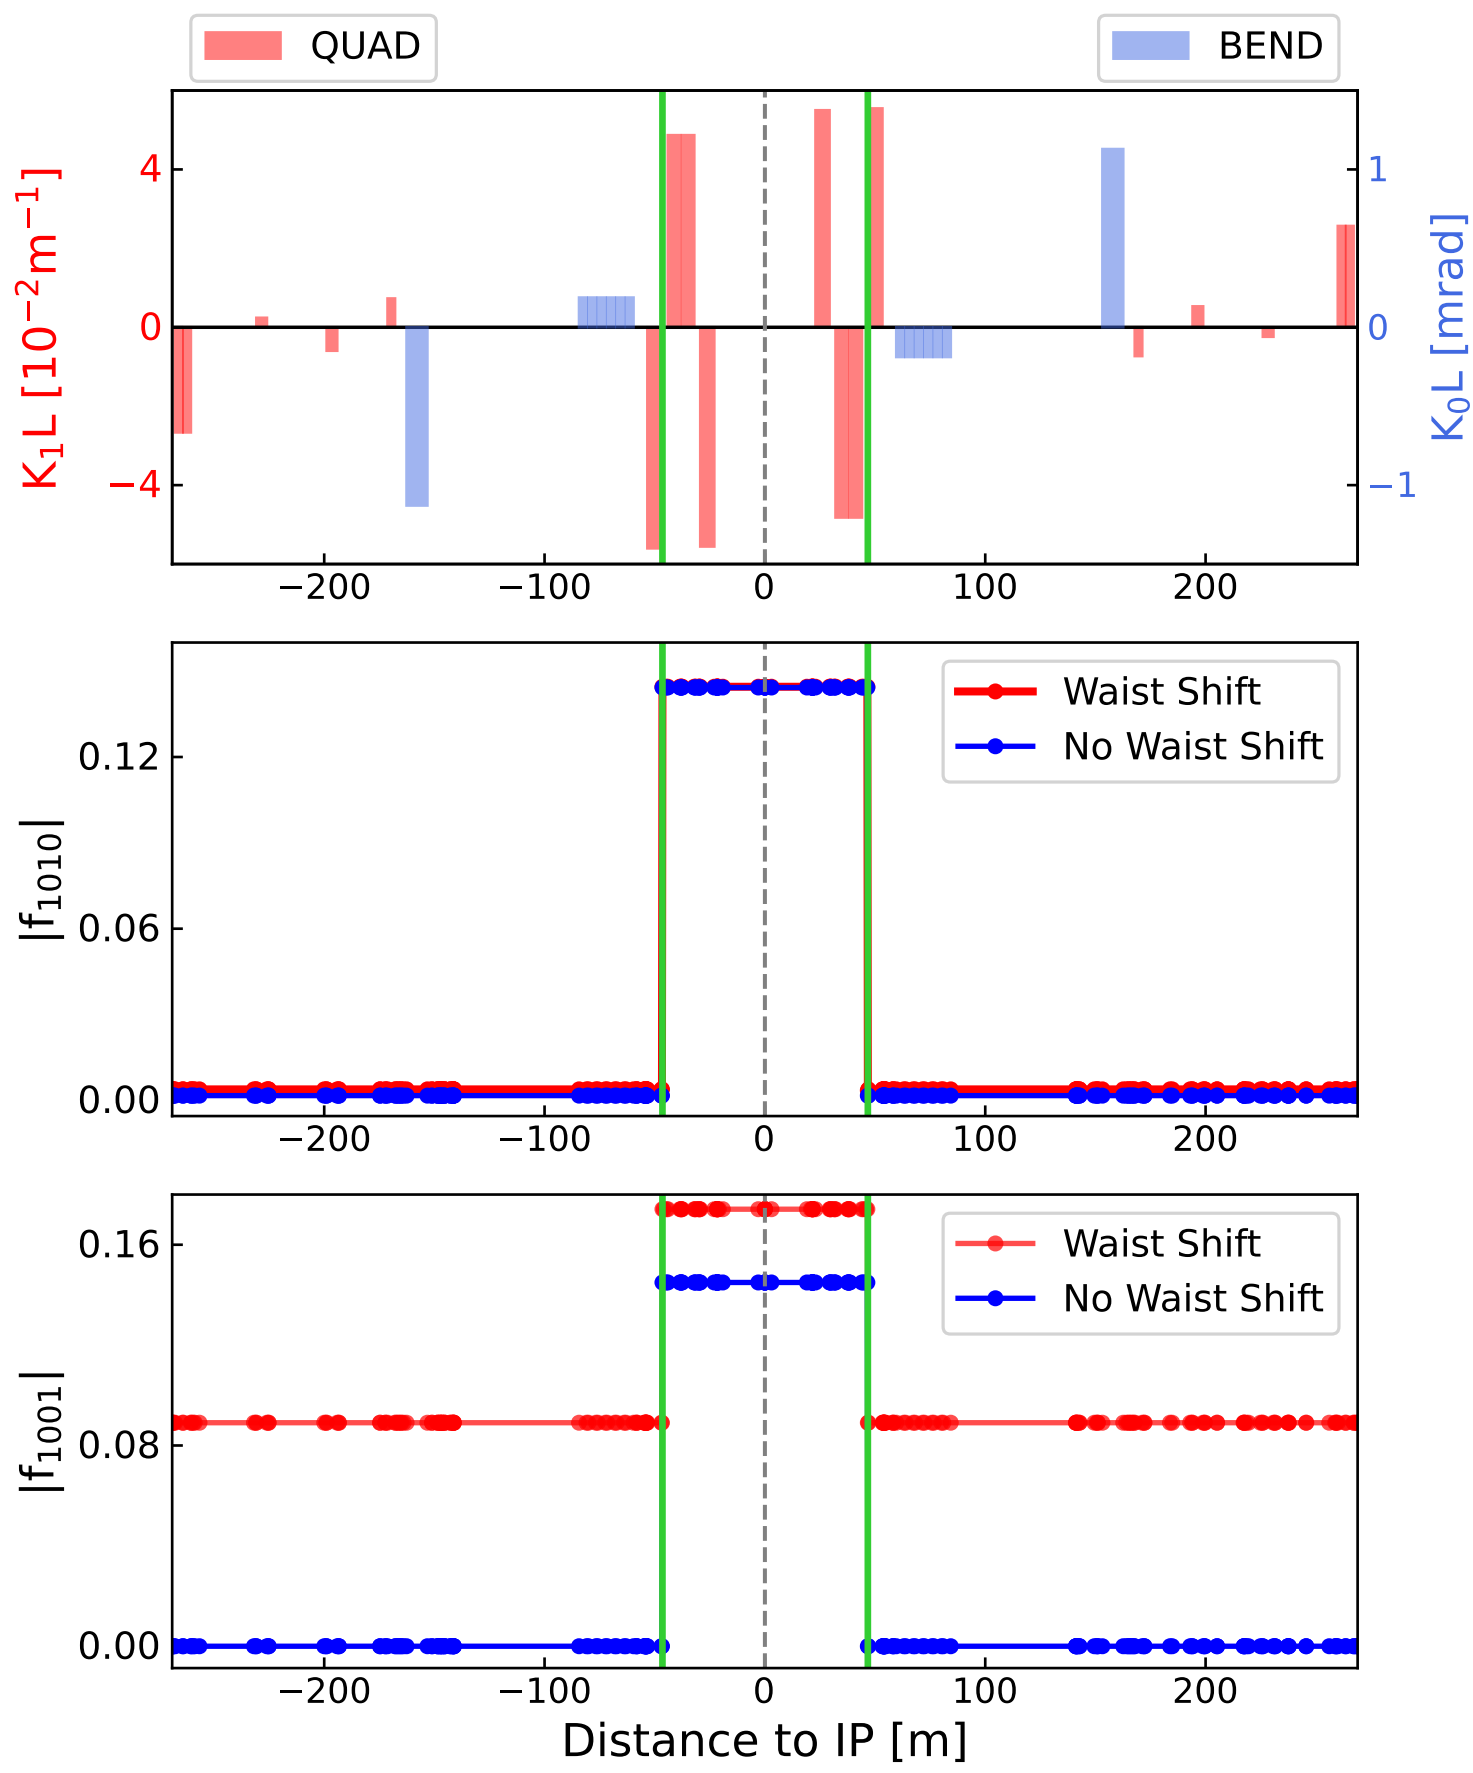 QUAD
BEND
K₁L [10⁻²m⁻¹]
4
0
−4
1
0
−1
K₀L [mrad]
−200 −100 0 100 200
|f₁₀₁₀|
0.12
0.06
0.00
Waist Shift
No Waist Shift
−200 −100 0 100 200
|f₁₀₀₁|
0.16
0.08
0.00
Waist Shift
No Waist Shift
−200 −100 0 100 200
Distance to IP [m]